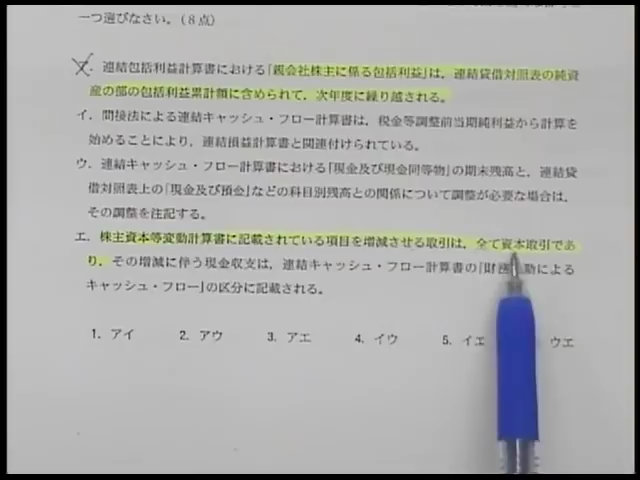 一つ選びなさい。(8点)
ア. 連結包括利益計算書における「親会社株主に係る包括利益」は，連結貸借対照表の純資
産の部の包括利益累計額に含められて，次年度に繰り越される。
イ. 間接法による連結キャッシュ・フロー計算書は，税金等調整前当期純利益から計算を
始めることにより，連結損益計算書と関連付けられている。
ウ. 連結キャッシュ・フロー計算書における「現金及び現金同等物」の期末残高と，連結貸
借対照表上の「現金及び預金」などの科目別残高との関係について調整が必要な場合は，
その調整を注記する。
エ. 株主資本等変動計算書に記載されている項目を増減させる取引は，全て資本取引であ
り，その増減に伴う現金収支は，連結キャッシュ・フロー計算書の「財務活動による
キャッシュ・フロー」の区分に記載される。
1. アイ 2. アウ 3. アエ 4. イウ 5. イエ ウエ